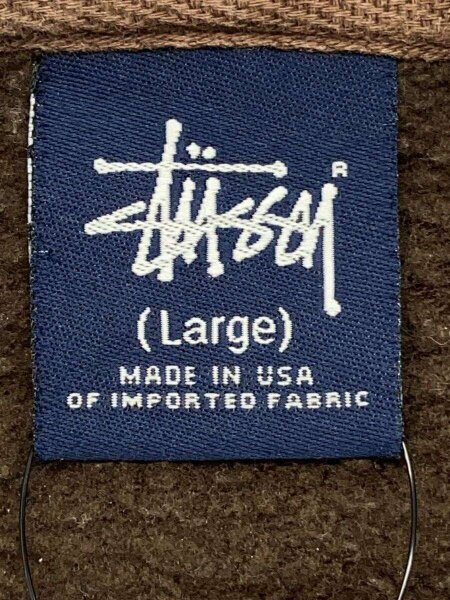 Stüssy R
(Large)
MADE IN USA
OF IMPORTED FABRIC